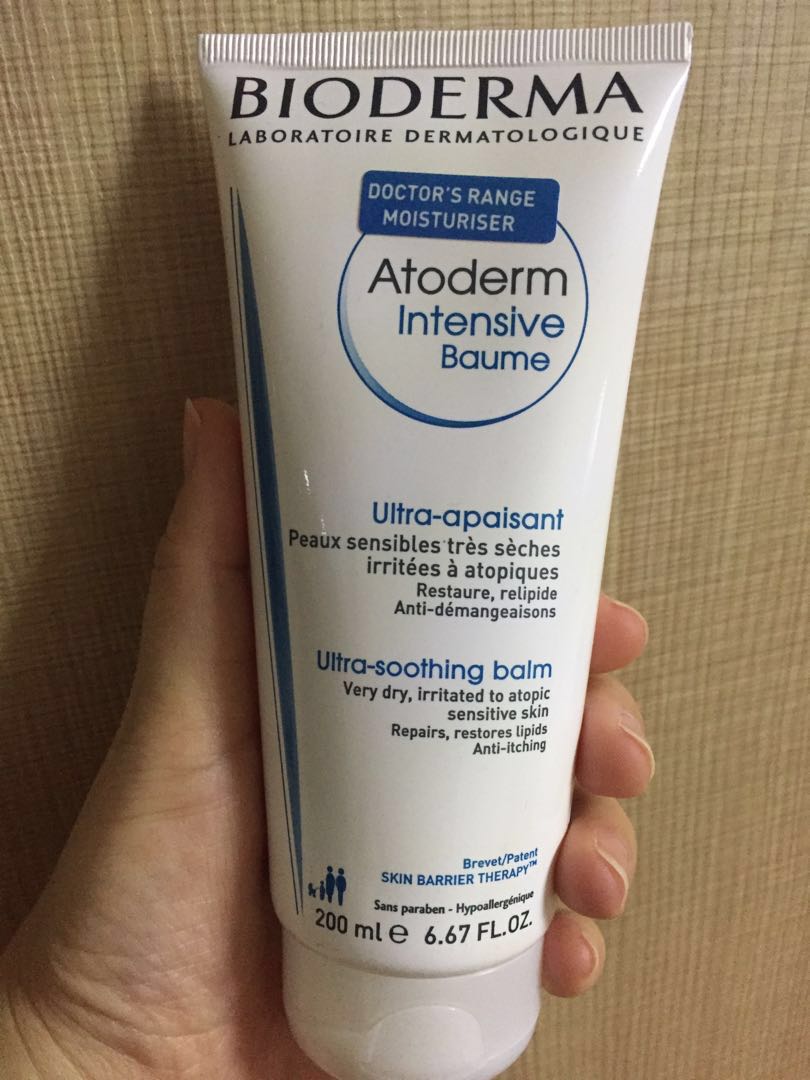 BIODERMA
LABORATOIRE DERMATOLOGIQUE
DOCTOR'S RANGE
MOISTURISER
Atoderm
Intensive
Baume
Ultra-apaisant
Peaux sensibles très sèches
irritées à atopiques
Restaure, relipide
Anti-démangeaisons
Ultra-soothing balm
Very dry, irritated to atopic
sensitive skin
Repairs, restores lipids
Anti-itching
Brevet/Patent
SKIN BARRIER THERAPY™
Sans paraben - Hypoallergénique
200 ml ℮ 6.67 FL.OZ.